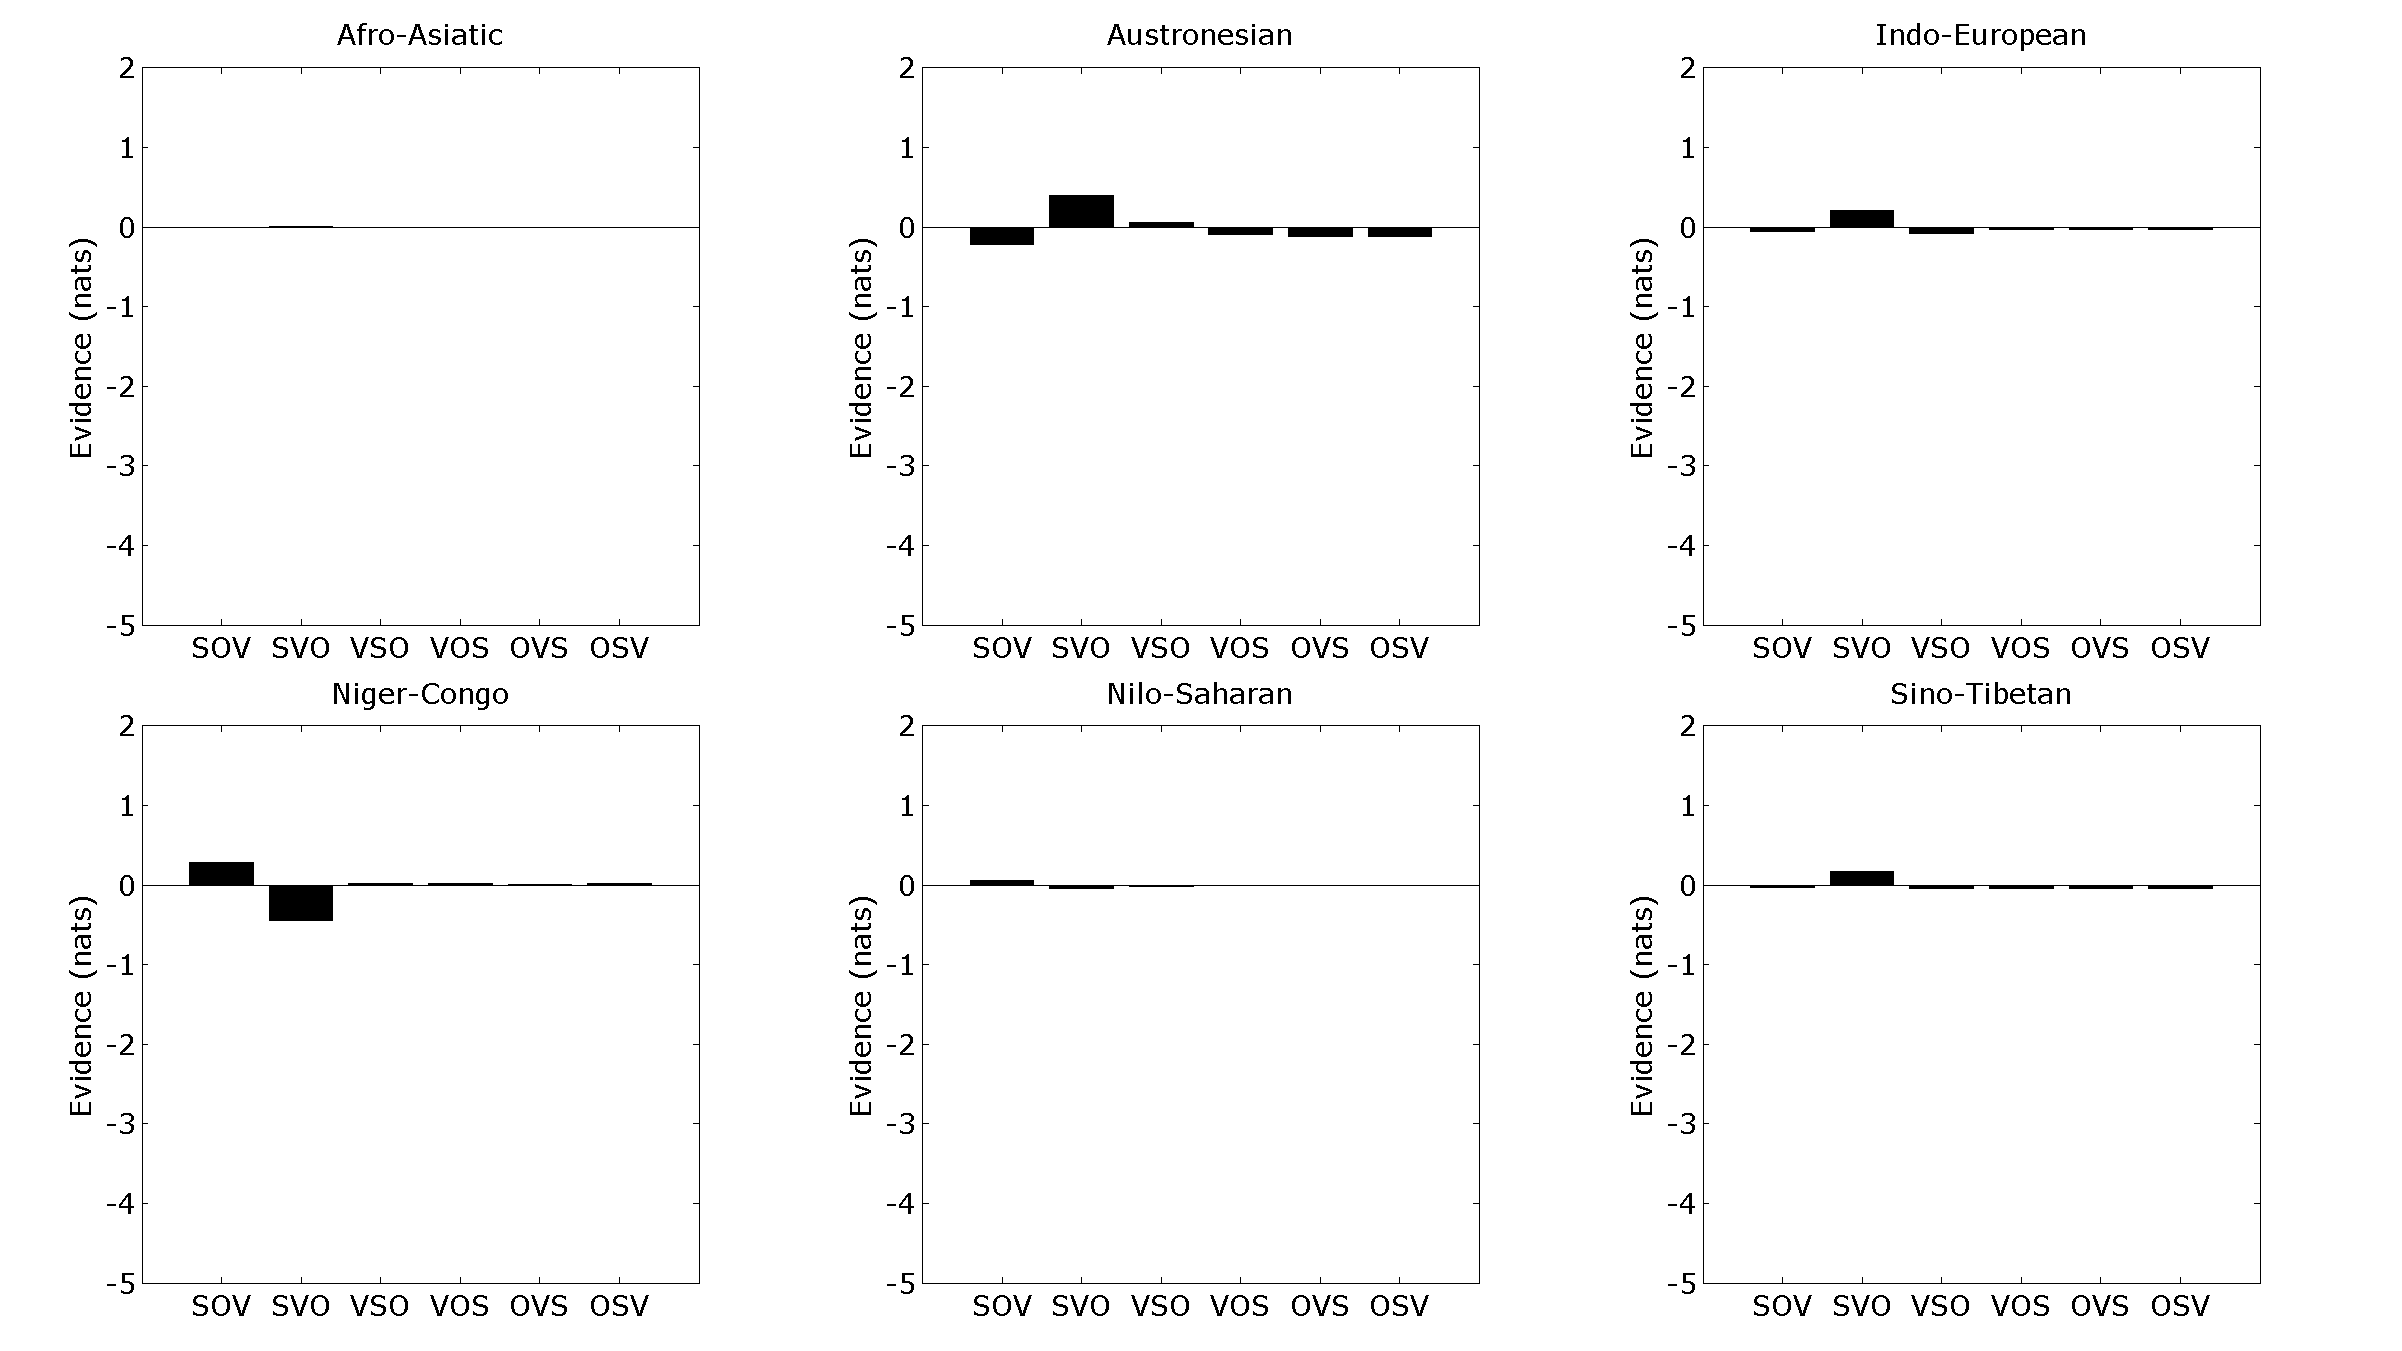 Afro-Asiatic
Evidence (nats)
2
1
0
-1
-2
-3
-4
-5
SOV SVO VSO VOS OVS OSV
Austronesian
Evidence (nats)
2
1
0
-1
-2
-3
-4
-5
SOV SVO VSO VOS OVS OSV
Indo-European
Evidence (nats)
2
1
0
-1
-2
-3
-4
-5
SOV SVO VSO VOS OVS OSV
Niger-Congo
Evidence (nats)
2
1
0
-1
-2
-3
-4
-5
SOV SVO VSO VOS OVS OSV
Nilo-Saharan
Evidence (nats)
2
1
0
-1
-2
-3
-4
-5
SOV SVO VSO VOS OVS OSV
Sino-Tibetan
Evidence (nats)
2
1
0
-1
-2
-3
-4
-5
SOV SVO VSO VOS OVS OSV